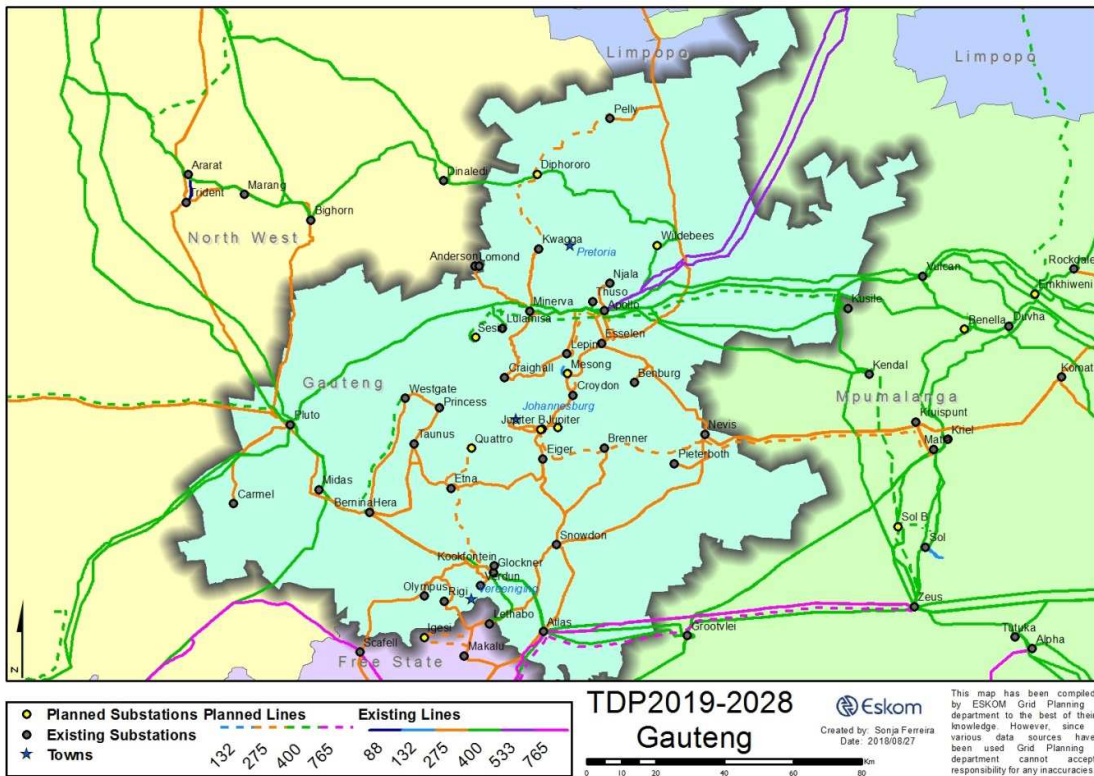 Limpopo
Limpopo
Pelly
Ararat
Trident
Marang
Dinaledi
Diphororo
Bighorn
North West
Kwagga
Pretoria
Wildebees
Anderson
Lomond
Njala
Thuso
Apollo
Minerva
Lulamisa
Sesi
Esselen
Lepini
Craighall
Mesong
Croydon
Benburg
Vulcan
Rockdale
Emkhiweni
Kusile
Benella
Duvha
Kendal
Komati
Mpumalanga
Gauteng
Westgate
Princess
Johannesburg
Jupiter B
Jupiter
Pluto
Taunus
Quattro
Eiger
Brenner
Nevis
Pieterboth
Kruispunt
Kriel
Matla
Midas
Carmel
Bernina
Hera
Etna
Sol B
Sol
Snowdon
Kookfontein
Glockner
Verdun
Vereeniging
Olympus
Rigi
Lethabo
Igesi
Scafell
Makalu
Atlas
Grootvlei
Zeus
Tutuka
Alpha
Free State
Z
Planned Substations
Existing Substations
Towns
Planned Lines
132
275
400
765
Existing Lines
88
132
275
400
533
765
TDP2019-2028
Gauteng
0 10 20 40 60 80
Km
Eskom
Created by: Sonja Ferreira
Date: 2018/08/27
This map has been compiled
by ESKOM Grid Planning
department to the best of their
knowledge. However, since
various data sources have
been used Grid Planning
department cannot accept
responsibility for any inaccuracies